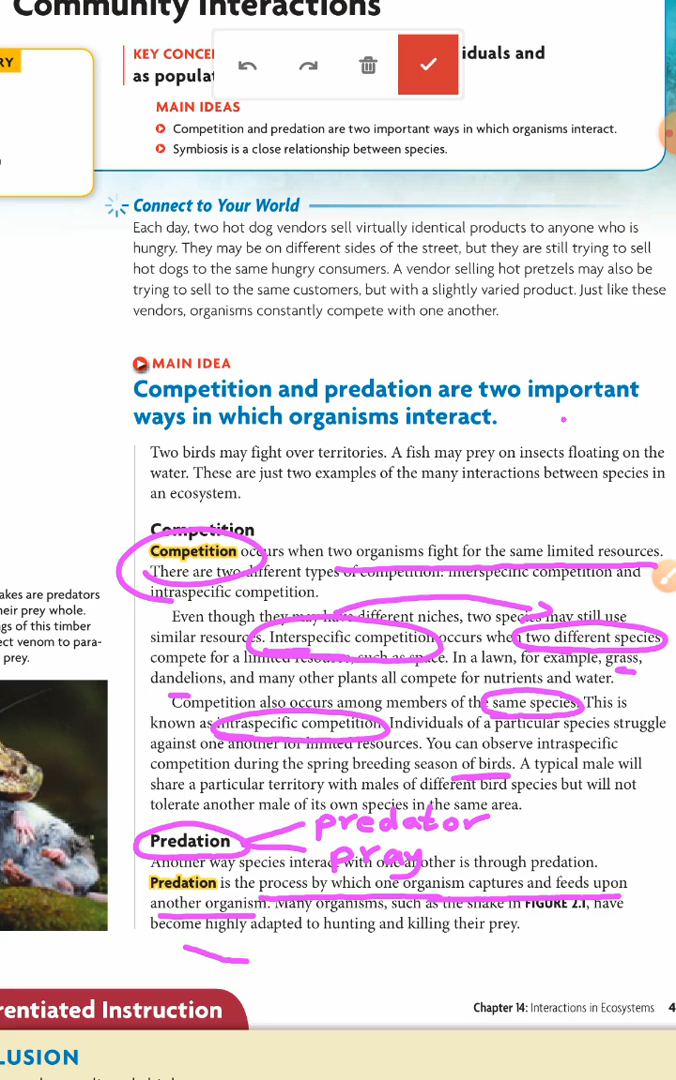 Community Interactions
RY
KEY CONCE
iduals and
as populat
MAIN IDEAS
Competition and predation are two important ways in which organisms interact.
Symbiosis is a close relationship between species.
Connect to Your World
Each day, two hot dog vendors sell virtually identical products to anyone who is
hungry. They may be on different sides of the street, but they are still trying to sell
hot dogs to the same hungry consumers. A vendor selling hot pretzels may also be
trying to sell to the same customers, but with a slightly varied product. Just like these
vendors, organisms constantly compete with one another.
MAIN IDEA
Competition and predation are two important
ways in which organisms interact.
Two birds may fight over territories. A fish may prey on insects floating on the
water. These are just two examples of the many interactions between species in
an ecosystem.
Competition
Competition occurs when two organisms fight for the same limited resources.
There are two different types of competition: interspecific competition and
intraspecific competition.
Even though they may have different niches, two species may still use
similar resources. Interspecific competition occurs when two different species
compete for a limited resource, such as space. In a lawn, for example, grass,
dandelions, and many other plants all compete for nutrients and water.
Competition also occurs among members of the same species. This is
known as intraspecific competition. Individuals of a particular species struggle
against one another for limited resources. You can observe intraspecific
competition during the spring breeding season of birds. A typical male will
share a particular territory with males of different bird species but will not
tolerate another male of its own species in the same area.
predator
Predation
pray
Another way species interact with one another is through predation.
Predation is the process by which one organism captures and feeds upon
another organism. Many organisms, such as the snake in FIGURE 2.1, have
become highly adapted to hunting and killing their prey.
akes are predators
heir prey whole.
ngs of this timber
ect venom to para-
prey.
Chapter 14: Interactions in Ecosystems 4
rentiated Instruction
LUSION